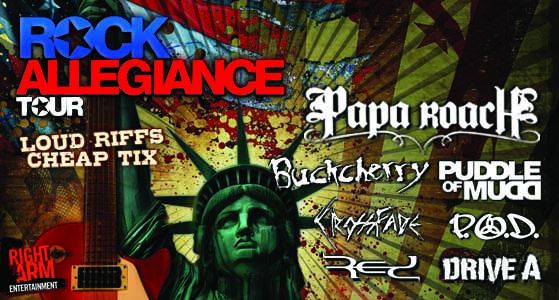 ROCK
ALLEGIANCE
TOUR
LOUD RIFFS
CHEAP TIX
Papa Roach
Buckcherry
PUDDLE
OF MUDD
CROSSFADE
P.O.D.
RED
DRIVE A
RIGHT
ARM
ENTERTAINMENT